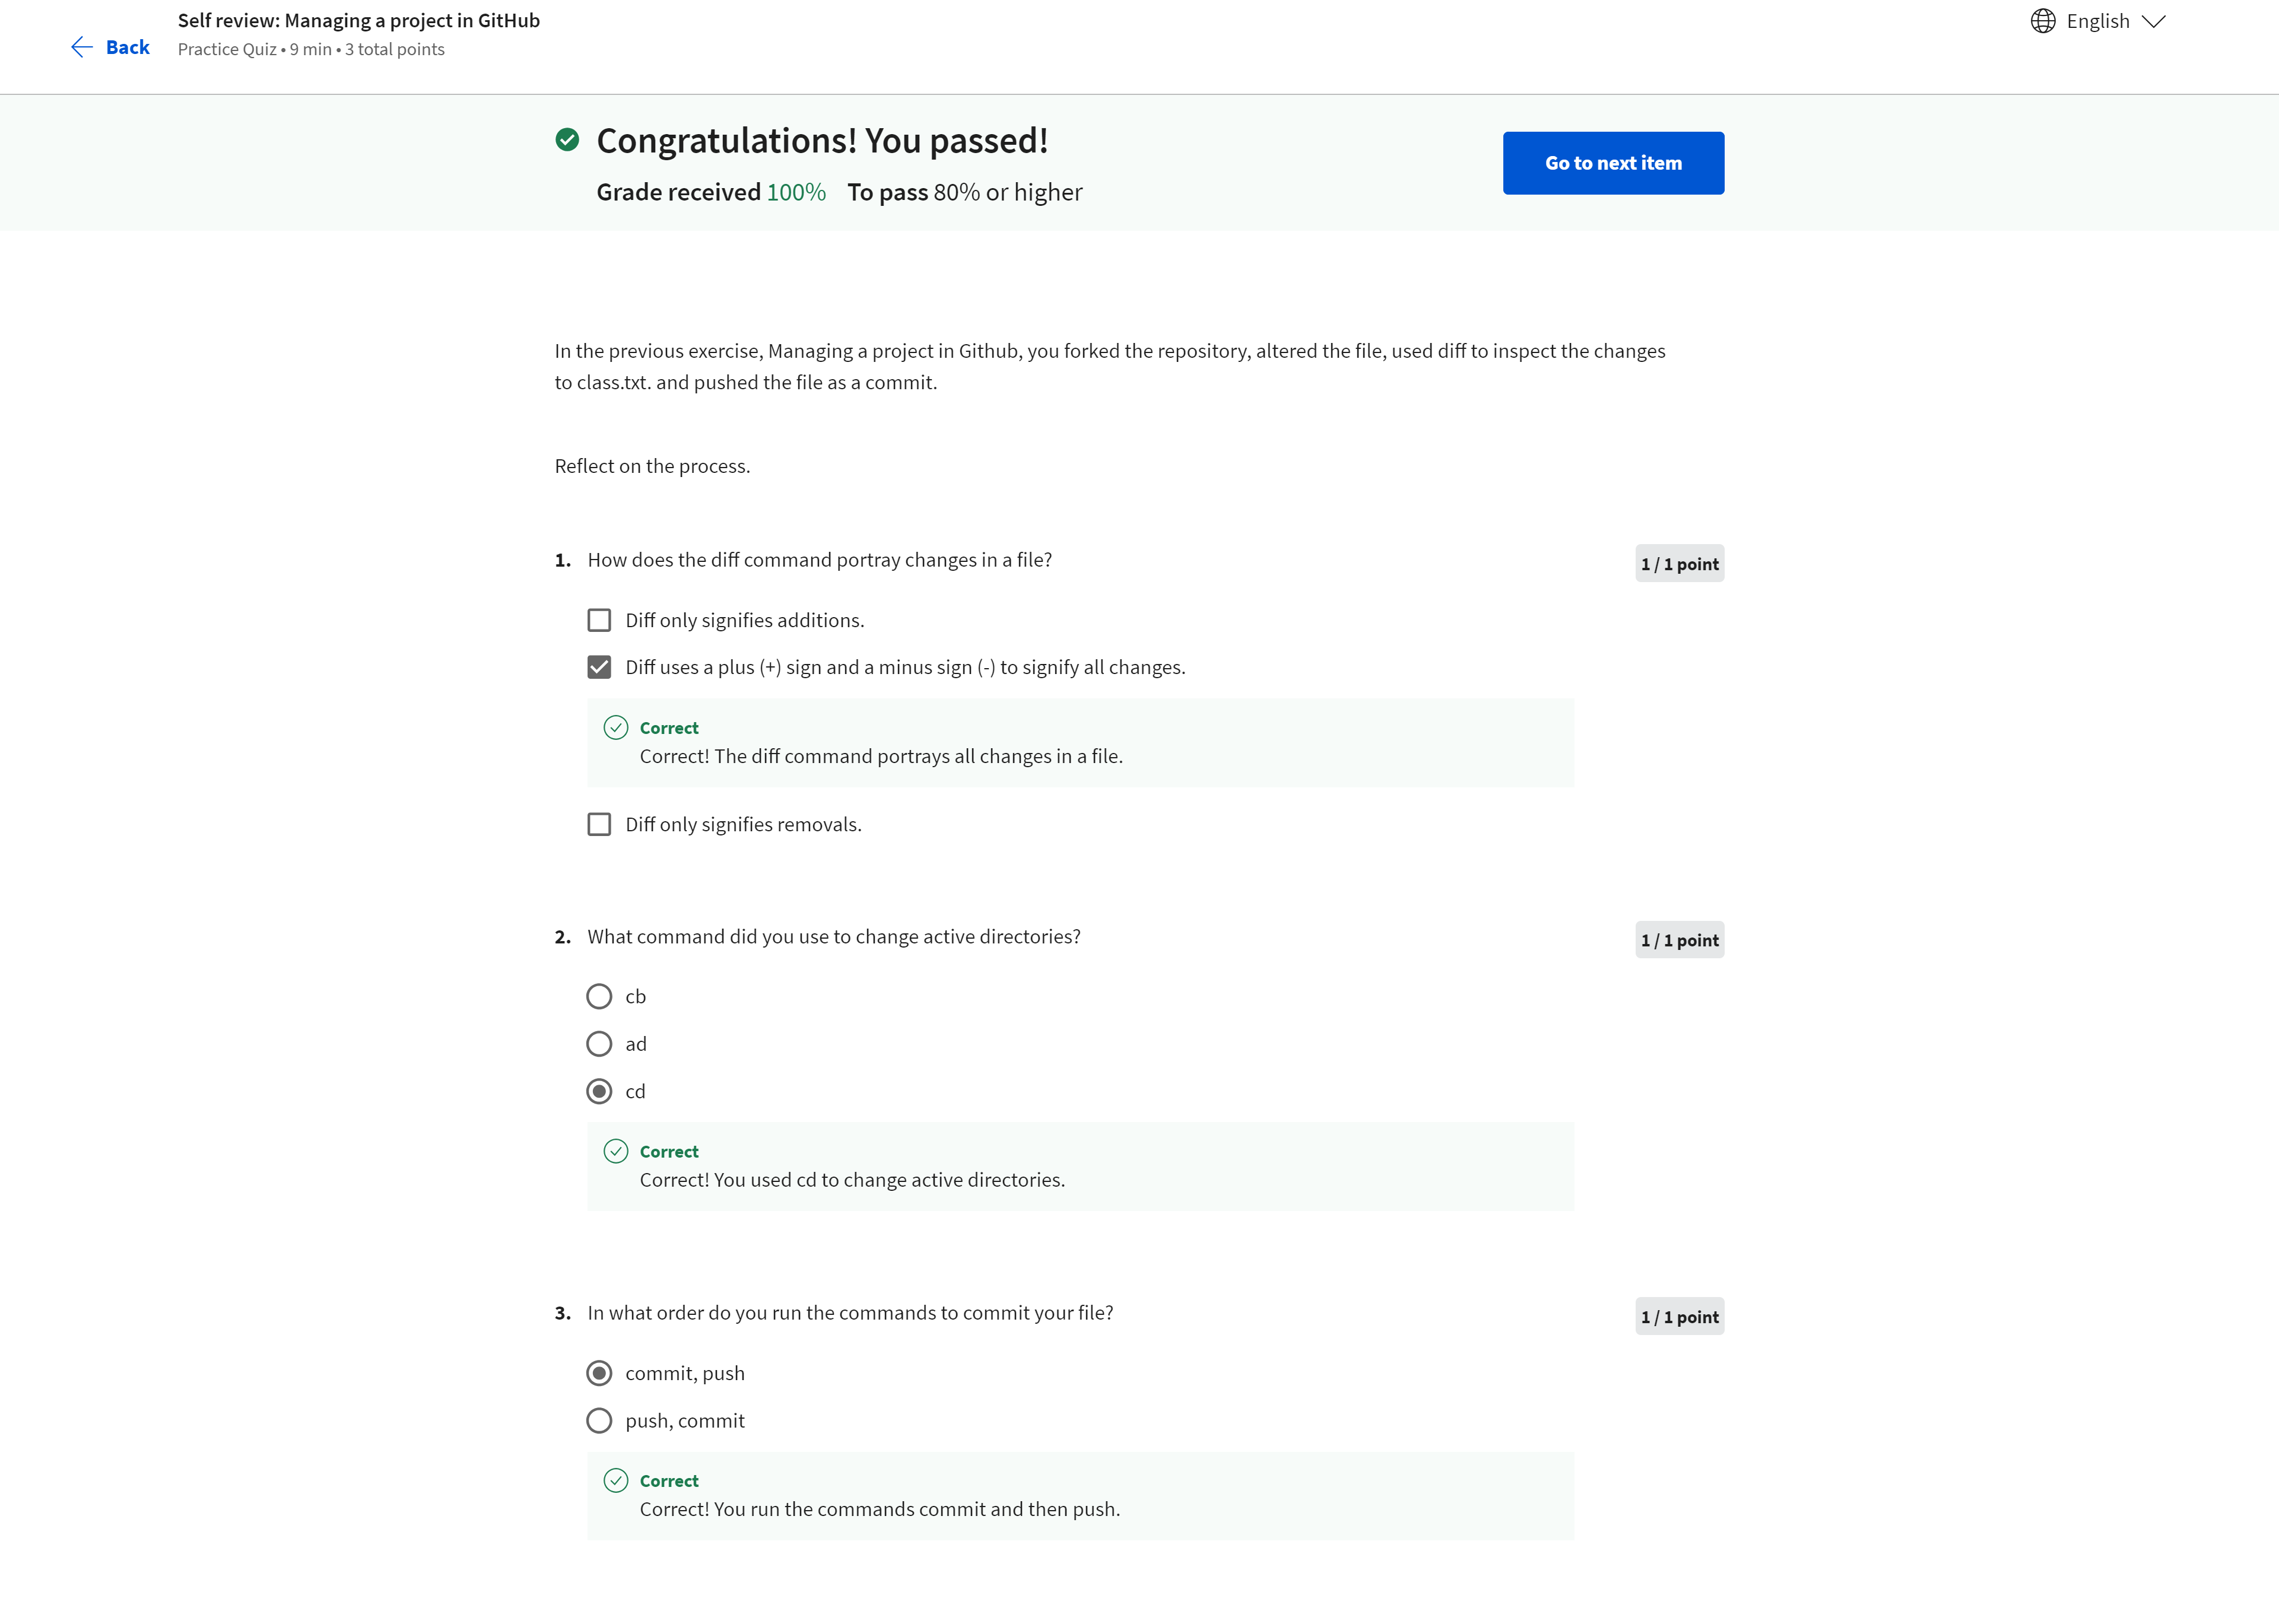 Back
Self review: Managing a project in GitHub
Practice Quiz • 9 min • 3 total points
English
Congratulations! You passed!
Grade received 100% To pass 80% or higher
Go to next item
In the previous exercise, Managing a project in Github, you forked the repository, altered the file, used diff to inspect the changes
to class.txt. and pushed the file as a commit.
Reflect on the process.
1. How does the diff command portray changes in a file?
1 / 1 point
Diff only signifies additions.
Diff uses a plus (+) sign and a minus sign (-) to signify all changes.
Correct
Correct! The diff command portrays all changes in a file.
Diff only signifies removals.
2. What command did you use to change active directories?
1 / 1 point
cb
ad
cd
Correct
Correct! You used cd to change active directories.
3. In what order do you run the commands to commit your file?
1 / 1 point
commit, push
push, commit
Correct
Correct! You run the commands commit and then push.